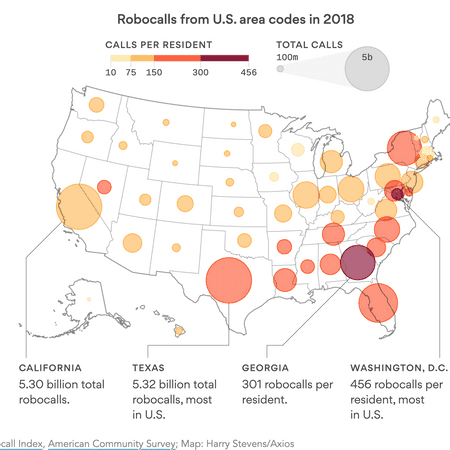 Robocalls from U.S. area codes in 2018
CALLS PER RESIDENT
TOTAL CALLS
10 75 150 300 456
100m
5b
CALIFORNIA
5.30 billion total
robocalls.
TEXAS
5.32 billion total
robocalls, most
in U.S.
GEORGIA
301 robocalls per
resident.
WASHINGTON, D.C.
456 robocalls per
resident, most
in U.S.
call Index, American Community Survey; Map: Harry Stevens/Axios